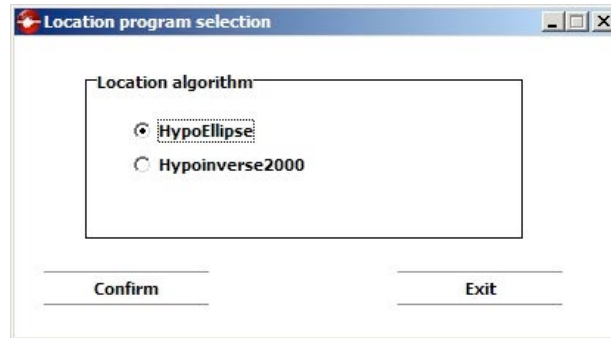 Location program selection
Location algorithm
HypoEllipse
Hypoinverse2000
Confirm Exit